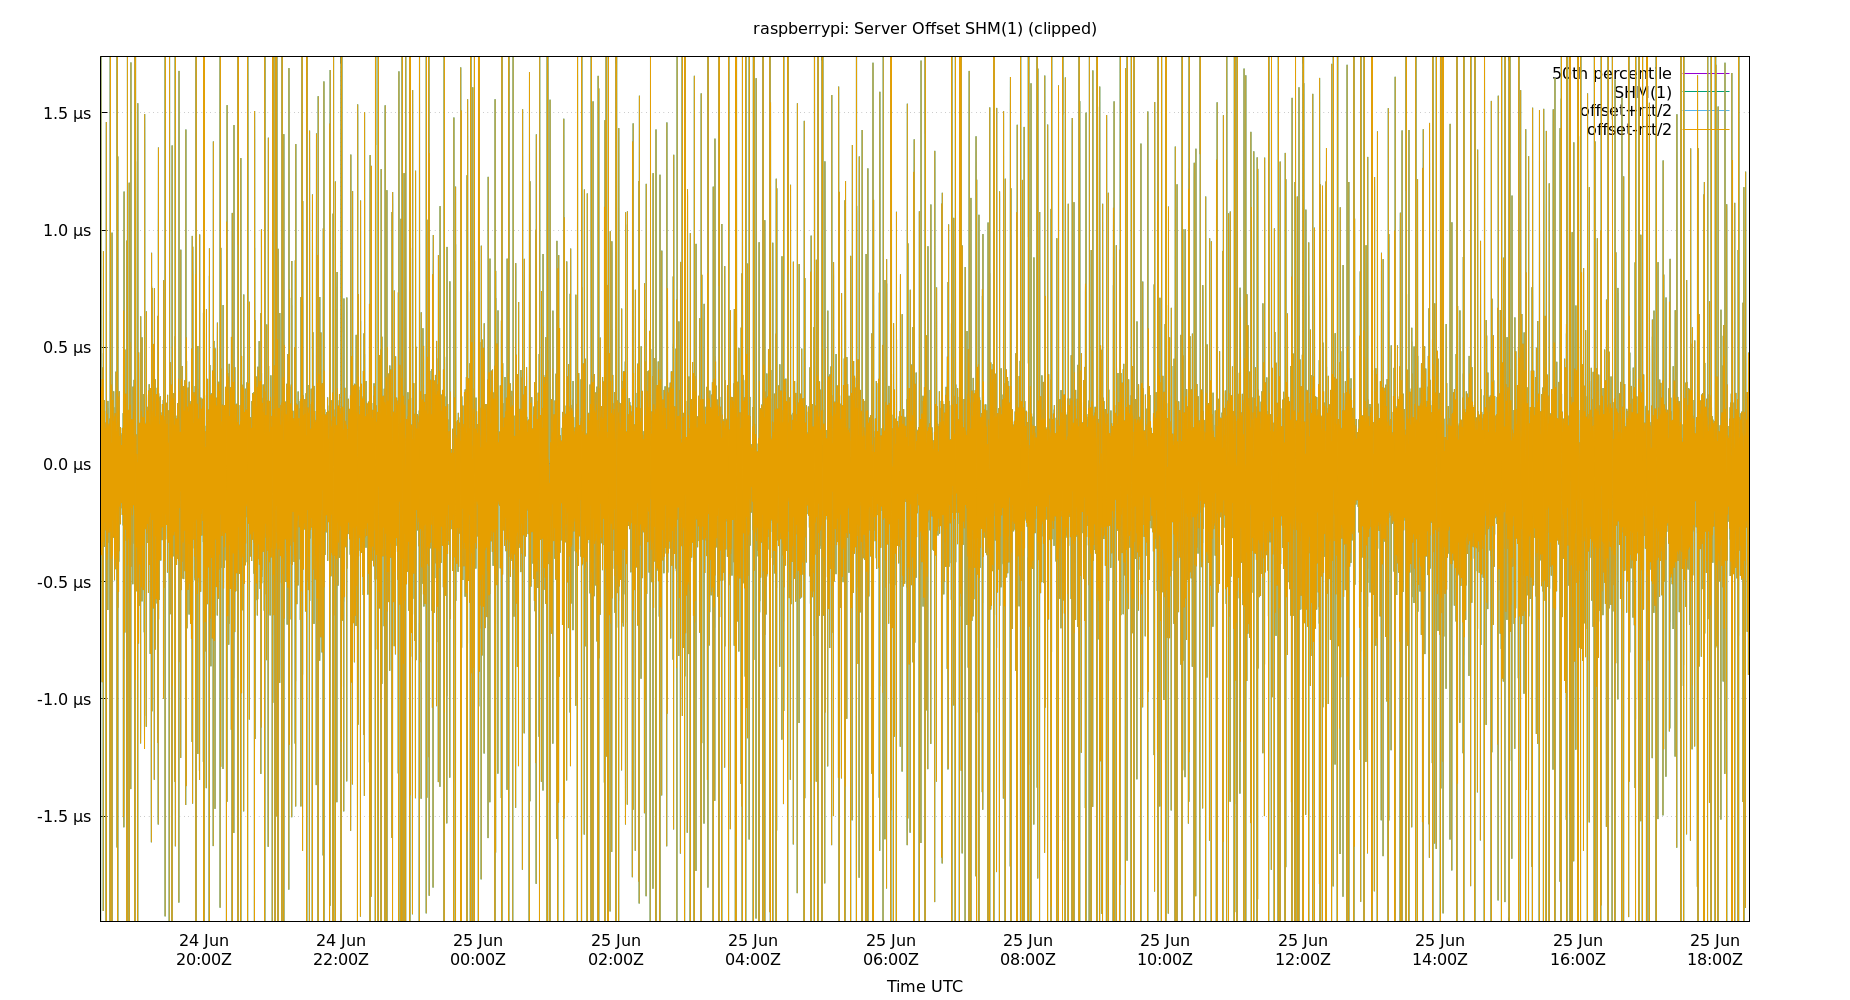 raspberrypi: Server Offset SHM(1) (clipped)
50th percentile
SHM(1)
offset+rtt/2
offset-rtt/2
1.5 µs
1.0 µs
0.5 µs
0.0 µs
-0.5 µs
-1.0 µs
-1.5 µs
24 Jun 24 Jun 25 Jun 25 Jun 25 Jun 25 Jun 25 Jun 25 Jun 25 Jun 25 Jun 25 Jun 25 Jun
20:00Z 22:00Z 00:00Z 02:00Z 04:00Z 06:00Z 08:00Z 10:00Z 12:00Z 14:00Z 16:00Z 18:00Z
Time UTC